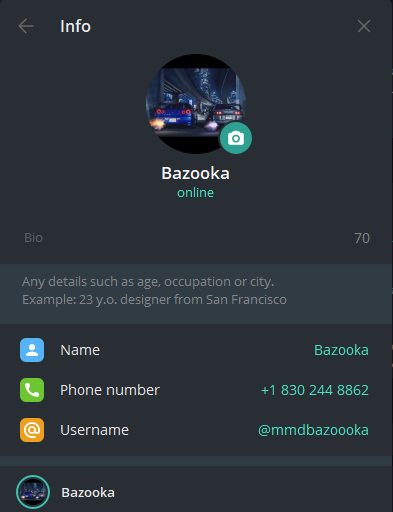 Info
Bazooka
online
Bio 70
Any details such as age, occupation or city.
Example: 23 y.o. designer from San Francisco
Name Bazooka
Phone number +1 830 244 8862
Username @mmdbazoooka
Bazooka